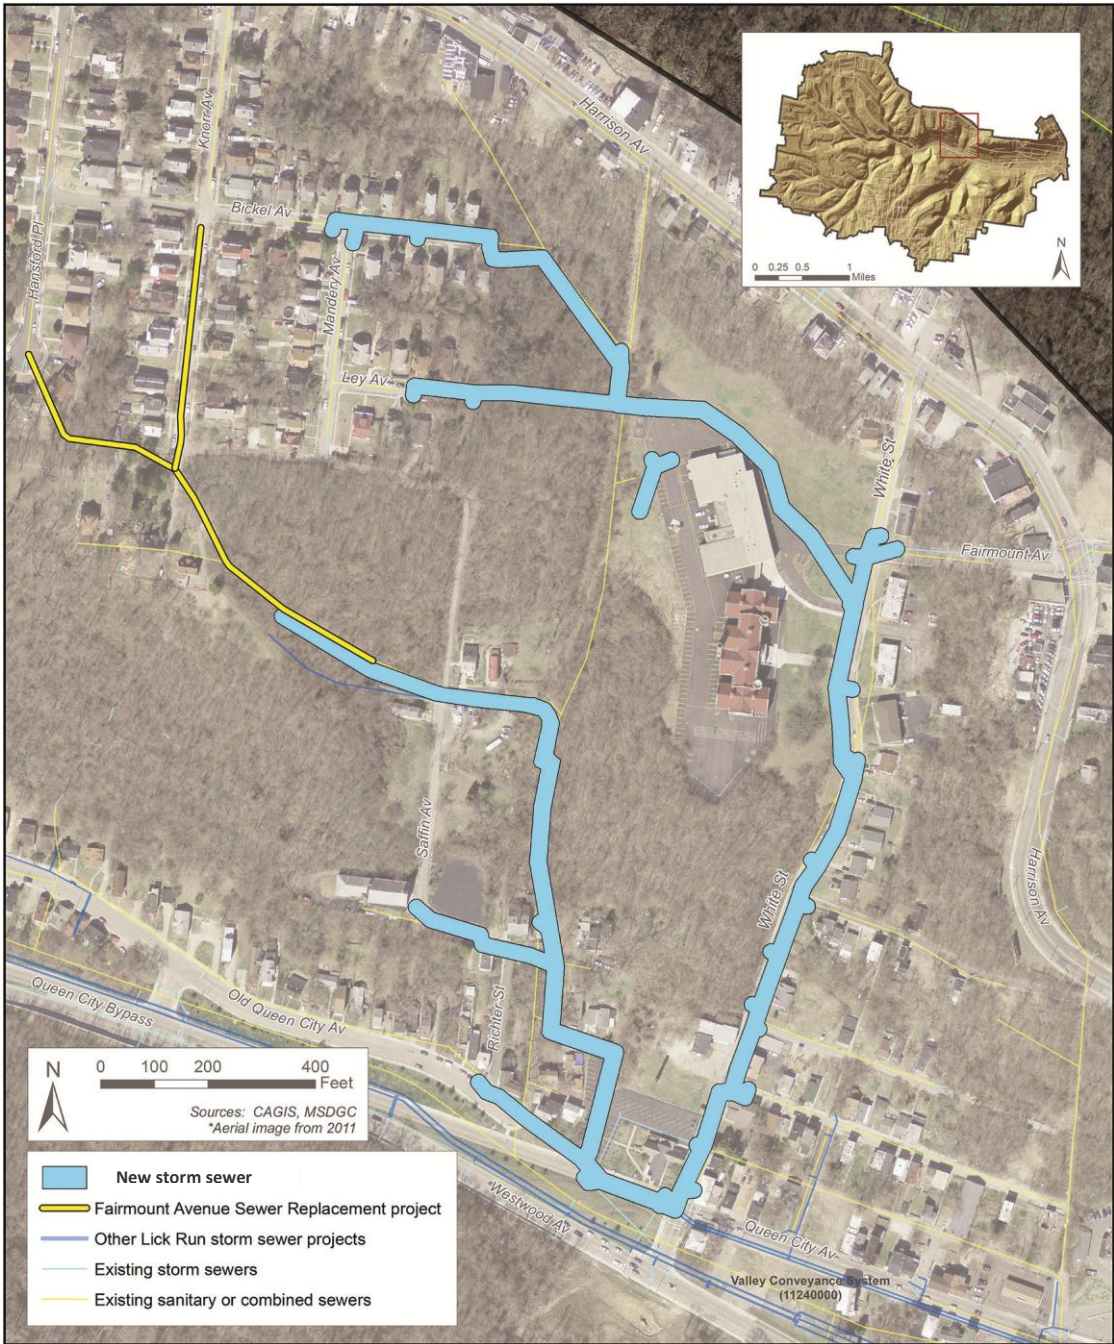 Harrison Av
Knorr Av
Bickel Av
Hansford Pl
Mandery Av
Ley Av
White St
Fairmount Av
0 0.25 0.5 1
Miles
N
Saffin Av
White St
Harrison Av
Queen City Bypass
Old Queen City Av
Richter St
Westwood Av
Queen City Av
Valley Conveyance System
(11240000)
N
0 100 200 400
Feet
Sources: CAGIS, MSDGC
*Aerial image from 2011
New storm sewer
Fairmount Avenue Sewer Replacement project
Other Lick Run storm sewer projects
Existing storm sewers
Existing sanitary or combined sewers